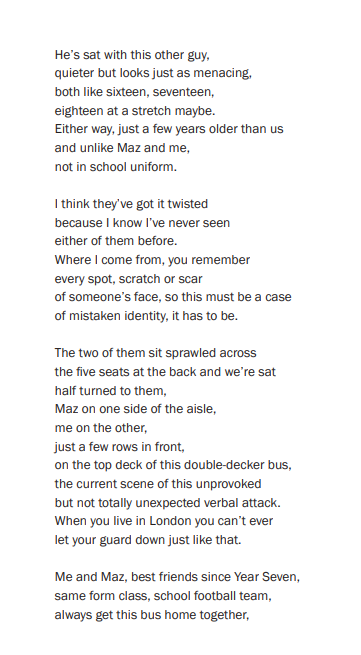 He’s sat with this other guy,
quieter but looks just as menacing,
both like sixteen, seventeen,
eighteen at a stretch maybe.
Either way, just a few years older than us
and unlike Maz and me,
not in school uniform.
I think they’ve got it twisted
because I know I’ve never seen
either of them before.
Where I come from, you remember
every spot, scratch or scar
of someone’s face, so this must be a case
of mistaken identity, it has to be.
The two of them sit sprawled across
the five seats at the back and we’re sat
half turned to them,
Maz on one side of the aisle,
me on the other,
just a few rows in front,
on the top deck of this double-decker bus,
the current scene of this unprovoked
but not totally unexpected verbal attack.
When you live in London you can’t ever
let your guard down just like that.
Me and Maz, best friends since Year Seven,
same form class, school football team,
always get this bus home together,